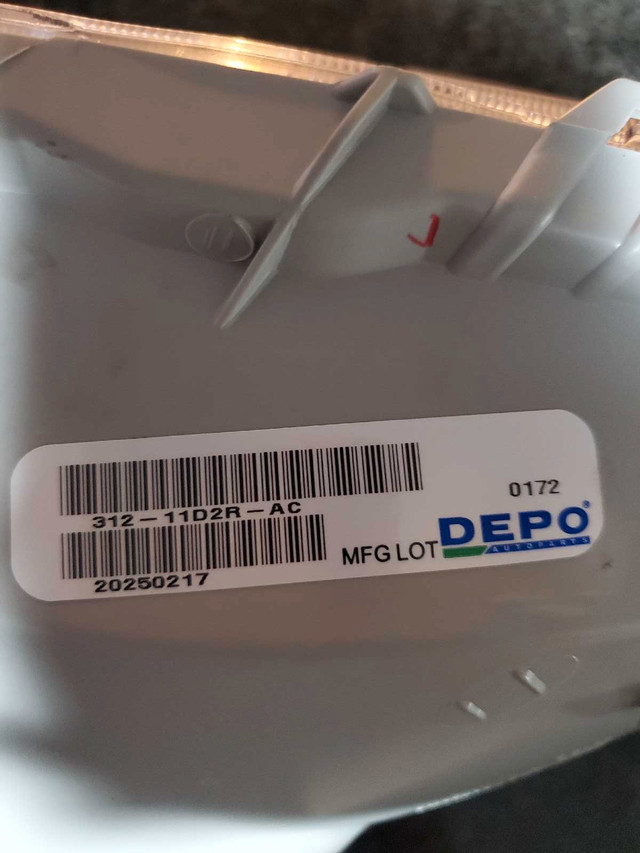 312-11D2R-AC
0172
20250217
MFG LOT
DEPO®
AUTOPARTS